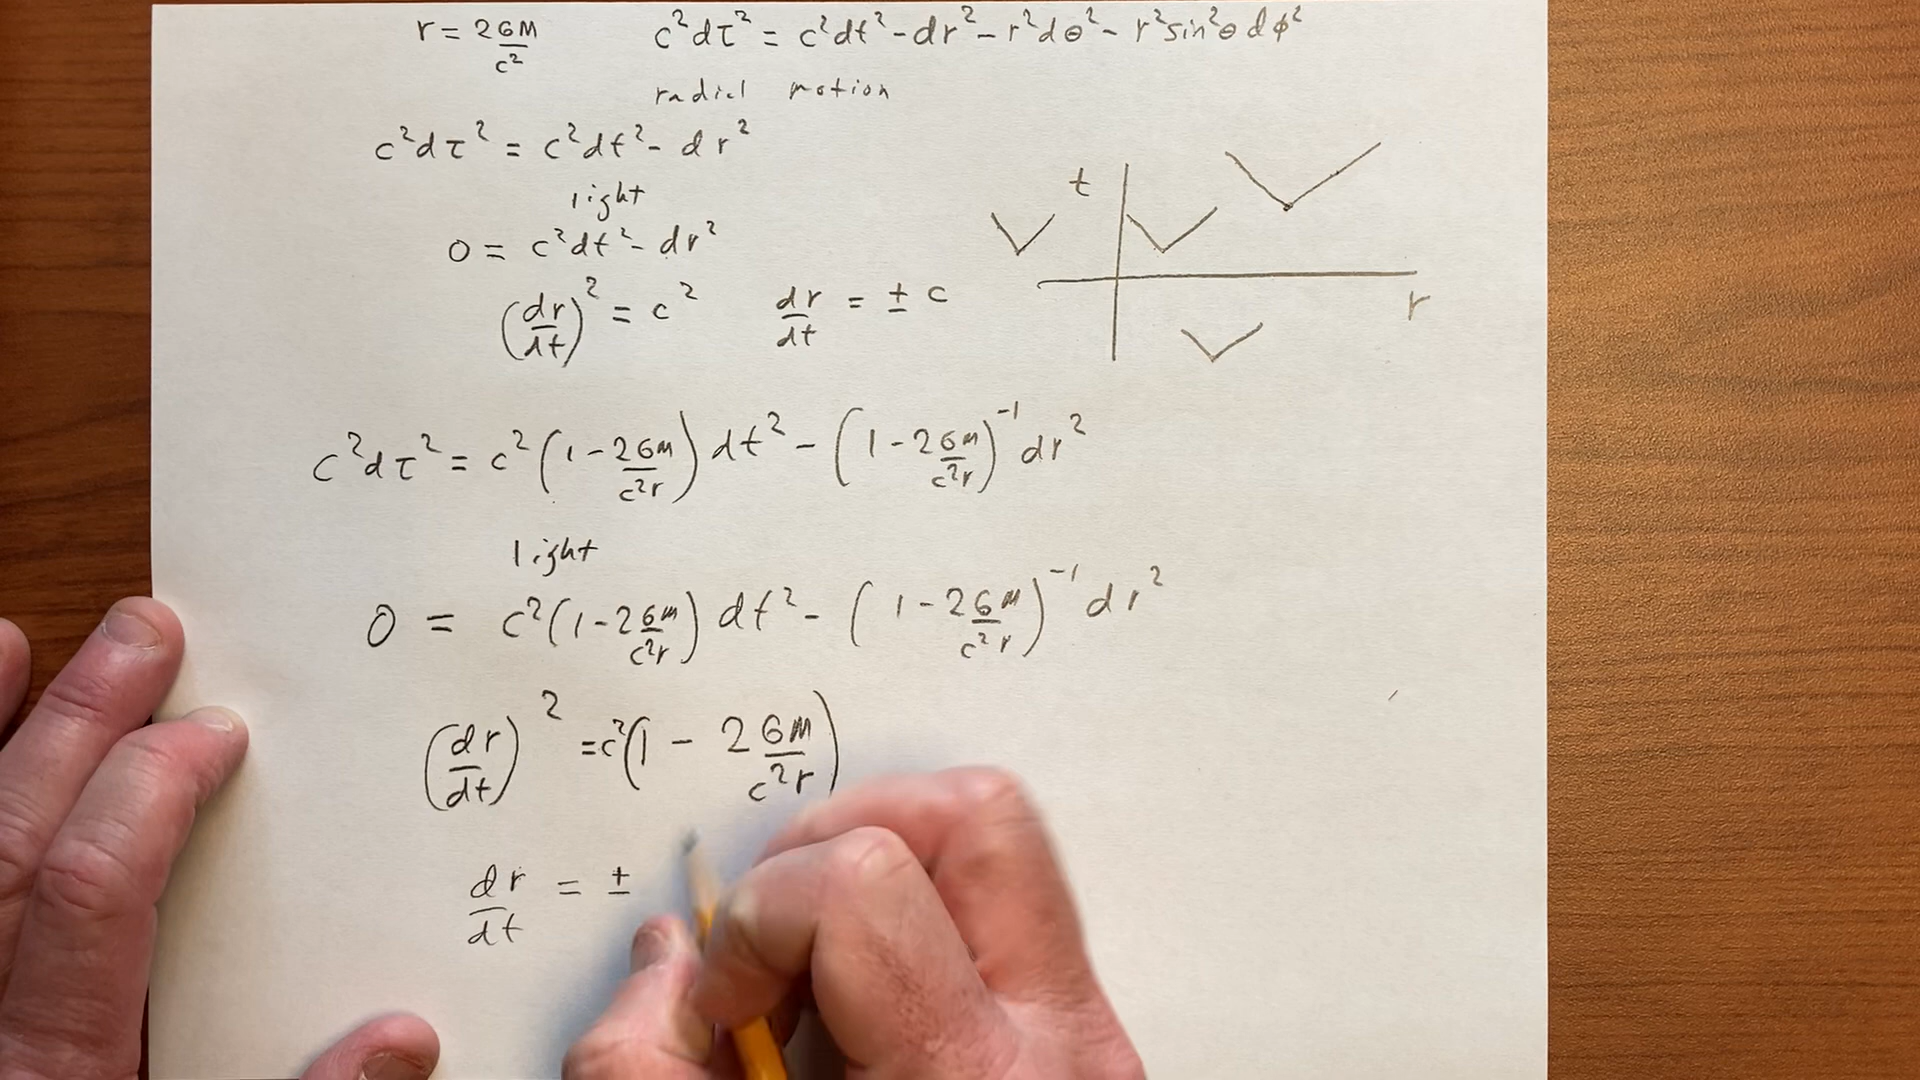 r = 2GM/c² c²dτ² = c²dt² - dr² - r²dθ² - r²sin²θ dφ²
radial motion
c²dτ² = c²dt² - dr²
light
0 = c²dt² - dr²
(dr/dt)² = c² dr/dt = ± c
t
r
c²dτ² = c²(1 - 2GM/c²r) dt² - (1 - 2GM/c²r)⁻¹ dr²
light
0 = c²(1 - 2GM/c²r) dt² - (1 - 2GM/c²r)⁻¹ dr²
(dr/dt)² = c²(1 - 2GM/c²r)
dr/dt = ±